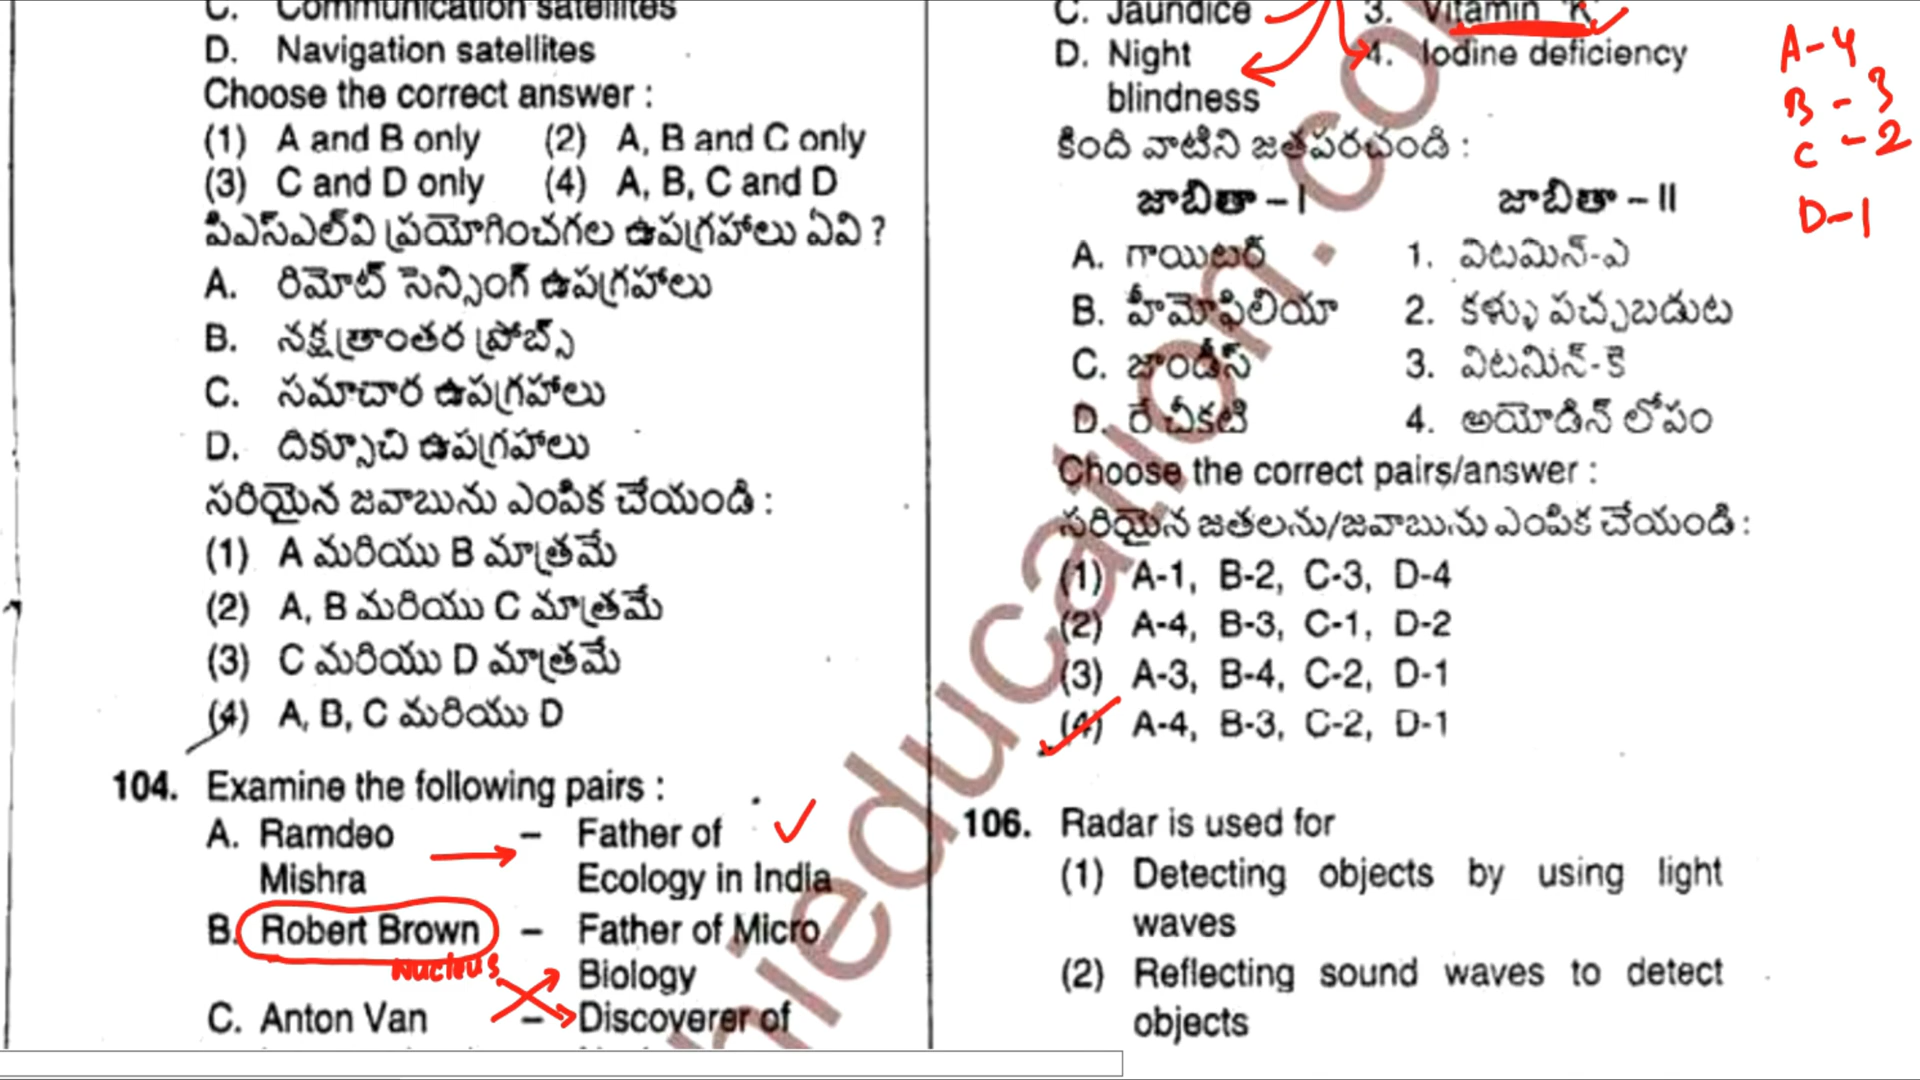 C. Communication satellites
D. Navigation satellites
Choose the correct answer :
(1) A and B only (2) A, B and C only
(3) C and D only (4) A, B, C and D
పిఎస్ఎల్‌వి ప్రయోగించగల ఉపగ్రహాలు ఏవి ?
A. రిమోట్ సెన్సింగ్ ఉపగ్రహాలు
B. నక్షత్రాంతర ప్రోబ్స్
C. సమాచార ఉపగ్రహాలు
D. దిక్సూచి ఉపగ్రహాలు
సరియైన జవాబును ఎంపిక చేయండి :
(1) A మరియు B మాత్రమే
(2) A, B మరియు C మాత్రమే
(3) C మరియు D మాత్రమే
(4) A, B, C మరియు D
104. Examine the following pairs :
A. Ramdeo – Father of
Mishra Ecology in India
B. Robert Brown – Father of Micro
Nucleus Biology
C. Anton Van – Discoverer of
C. Jaundice 3. Vitamin 'K'
D. Night 4. Iodine deficiency
blindness
కింది వాటిని జతపరచండి :
జాబితా – I జాబితా – II
A. గాయిటర్ 1. విటమిన్-ఎ
B. హీమోఫిలియా 2. కళ్ళు పచ్చబడుట
C. జాండీస్ 3. విటమిన్-కె
D. రే చీకటి 4. అయోడిన్ లోపం
Choose the correct pairs/answer :
సరియైన జతలను/జవాబును ఎంపిక చేయండి :
(1) A-1, B-2, C-3, D-4
(2) A-4, B-3, C-1, D-2
(3) A-3, B-4, C-2, D-1
(4) A-4, B-3, C-2, D-1
106. Radar is used for
(1) Detecting objects by using light
waves
(2) Reflecting sound waves to detect
objects
A-4
B-3
C-2
D-1